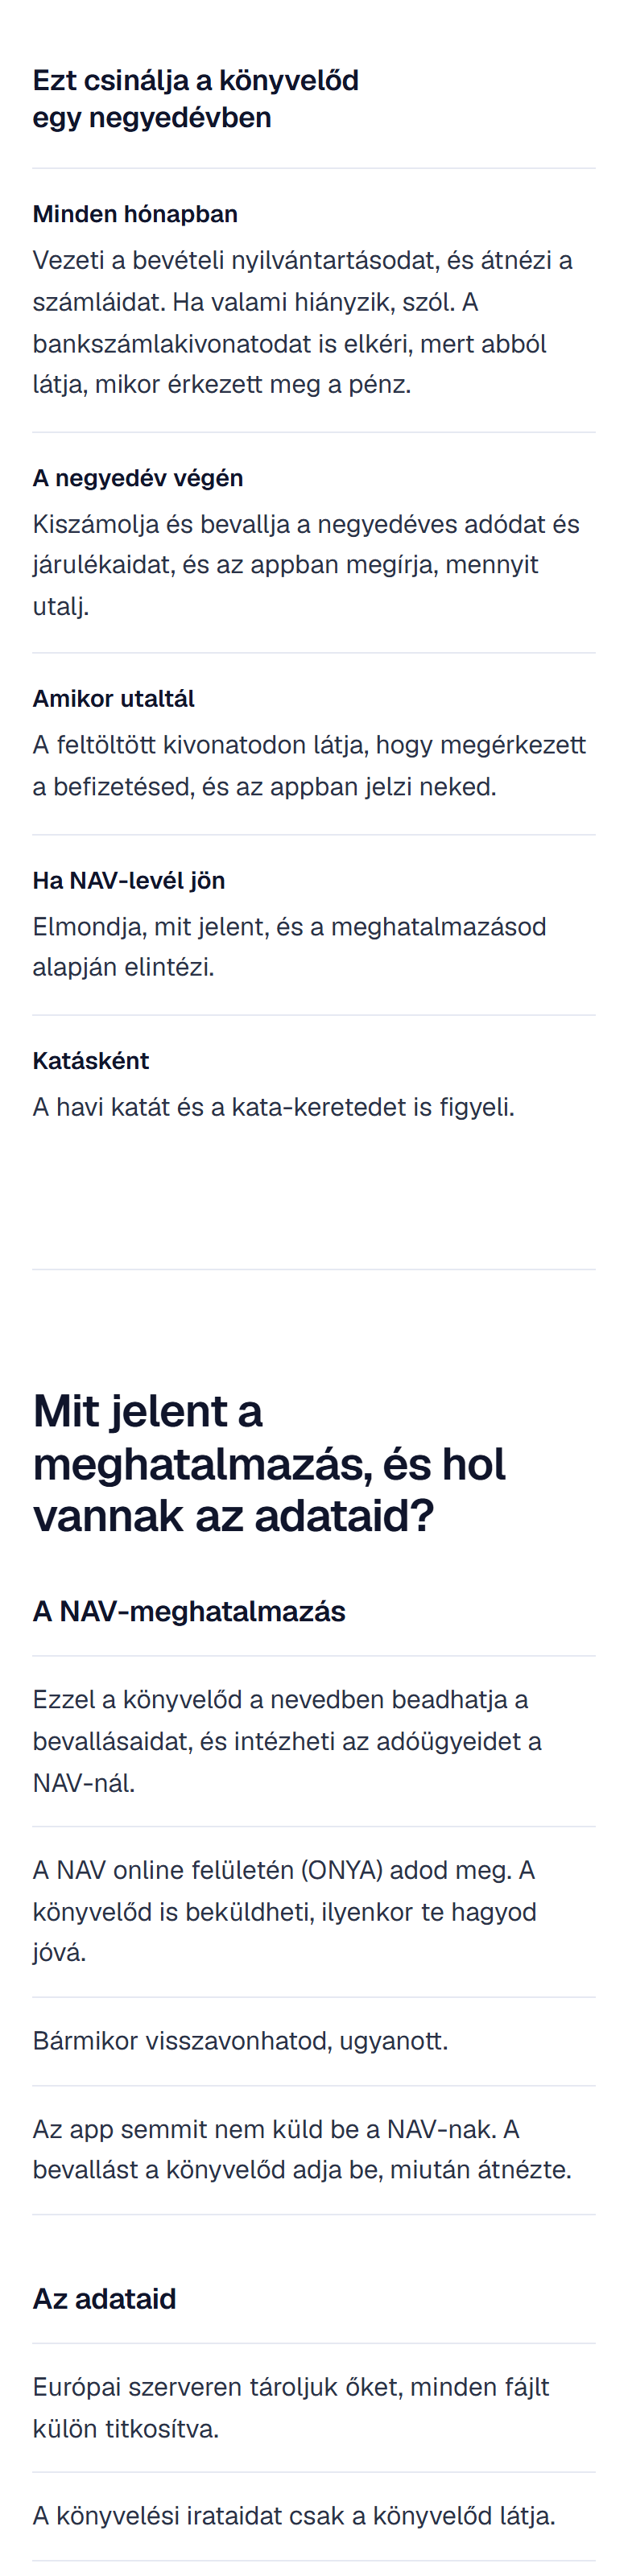 Ezt csinálja a könyvelőd
egy negyedévben
Minden hónapban
Vezeti a bevételi nyilvántartásodat, és átnézi a
számláidat. Ha valami hiányzik, szól. A
bankszámlakivonatodat is elkéri, mert abból
látja, mikor érkezett meg a pénz.
A negyedév végén
Kiszámolja és bevallja a negyedéves adódat és
járulékaidat, és az appban megírja, mennyit
utalj.
Amikor utaltál
A feltöltött kivonatodon látja, hogy megérkezett
a befizetésed, és az appban jelzi neked.
Ha NAV-levél jön
Elmondja, mit jelent, és a meghatalmazásod
alapján elintézi.
Katásként
A havi katát és a kata-keretedet is figyeli.
Mit jelent a
meghatalmazás, és hol
vannak az adataid?
A NAV-meghatalmazás
Ezzel a könyvelőd a nevedben beadhatja a
bevallásaidat, és intézheti az adóügyeidet a
NAV-nál.
A NAV online felületén (ONYA) adod meg. A
könyvelőd is beküldheti, ilyenkor te hagyod
jóvá.
Bármikor visszavonhatod, ugyanott.
Az app semmit nem küld be a NAV-nak. A
bevallást a könyvelőd adja be, miután átnézte.
Az adataid
Európai szerveren tároljuk őket, minden fájlt
külön titkosítva.
A könyvelési irataidat csak a könyvelőd látja.